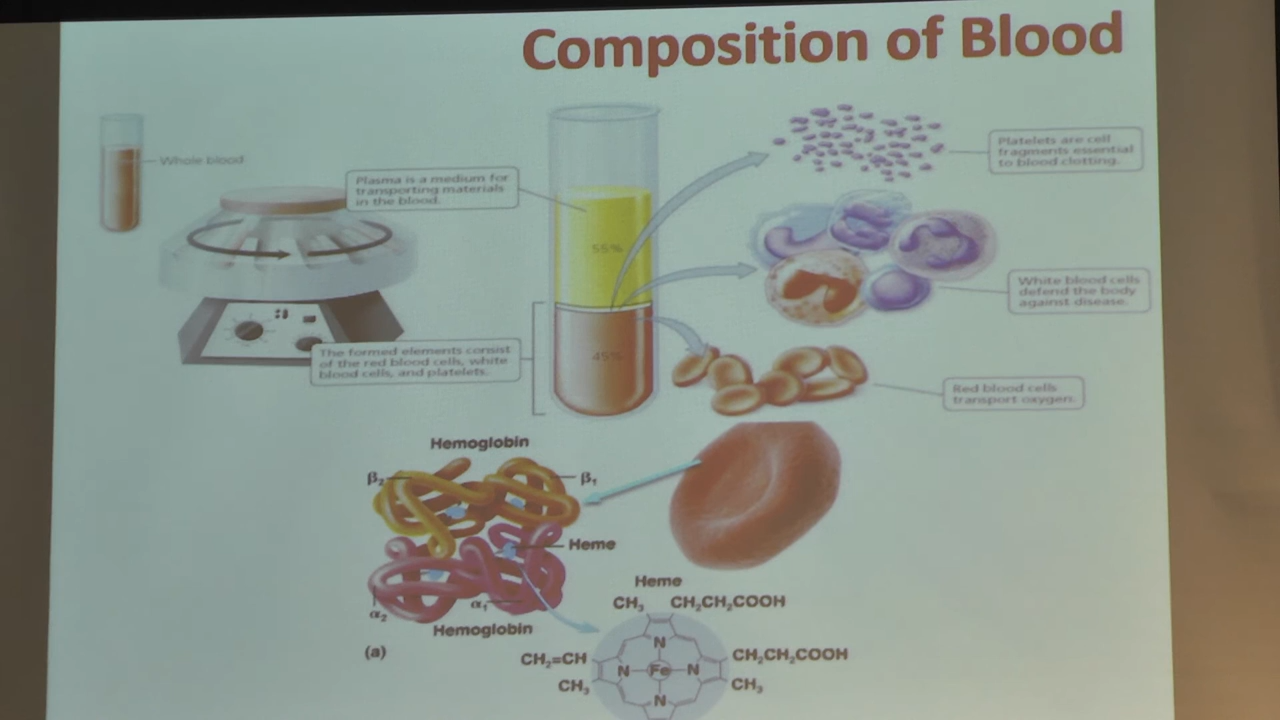 Composition of Blood
Whole blood
Plasma is a medium for
transporting materials
in the blood.
55%
45%
The formed elements consist
of the red blood cells, white
blood cells, and platelets.
Platelets are cell
fragments essential
to blood clotting.
White blood cells
defend the body
against disease.
Red blood cells
transport oxygen.
Hemoglobin
β₂
β₁
Heme
α₂
α₁
Hemoglobin
(a)
Heme
CH₃
CH₂CH₂COOH
N
CH₂=CH
CH₂CH₂COOH
N
Fe
N
CH₃
CH₃
N